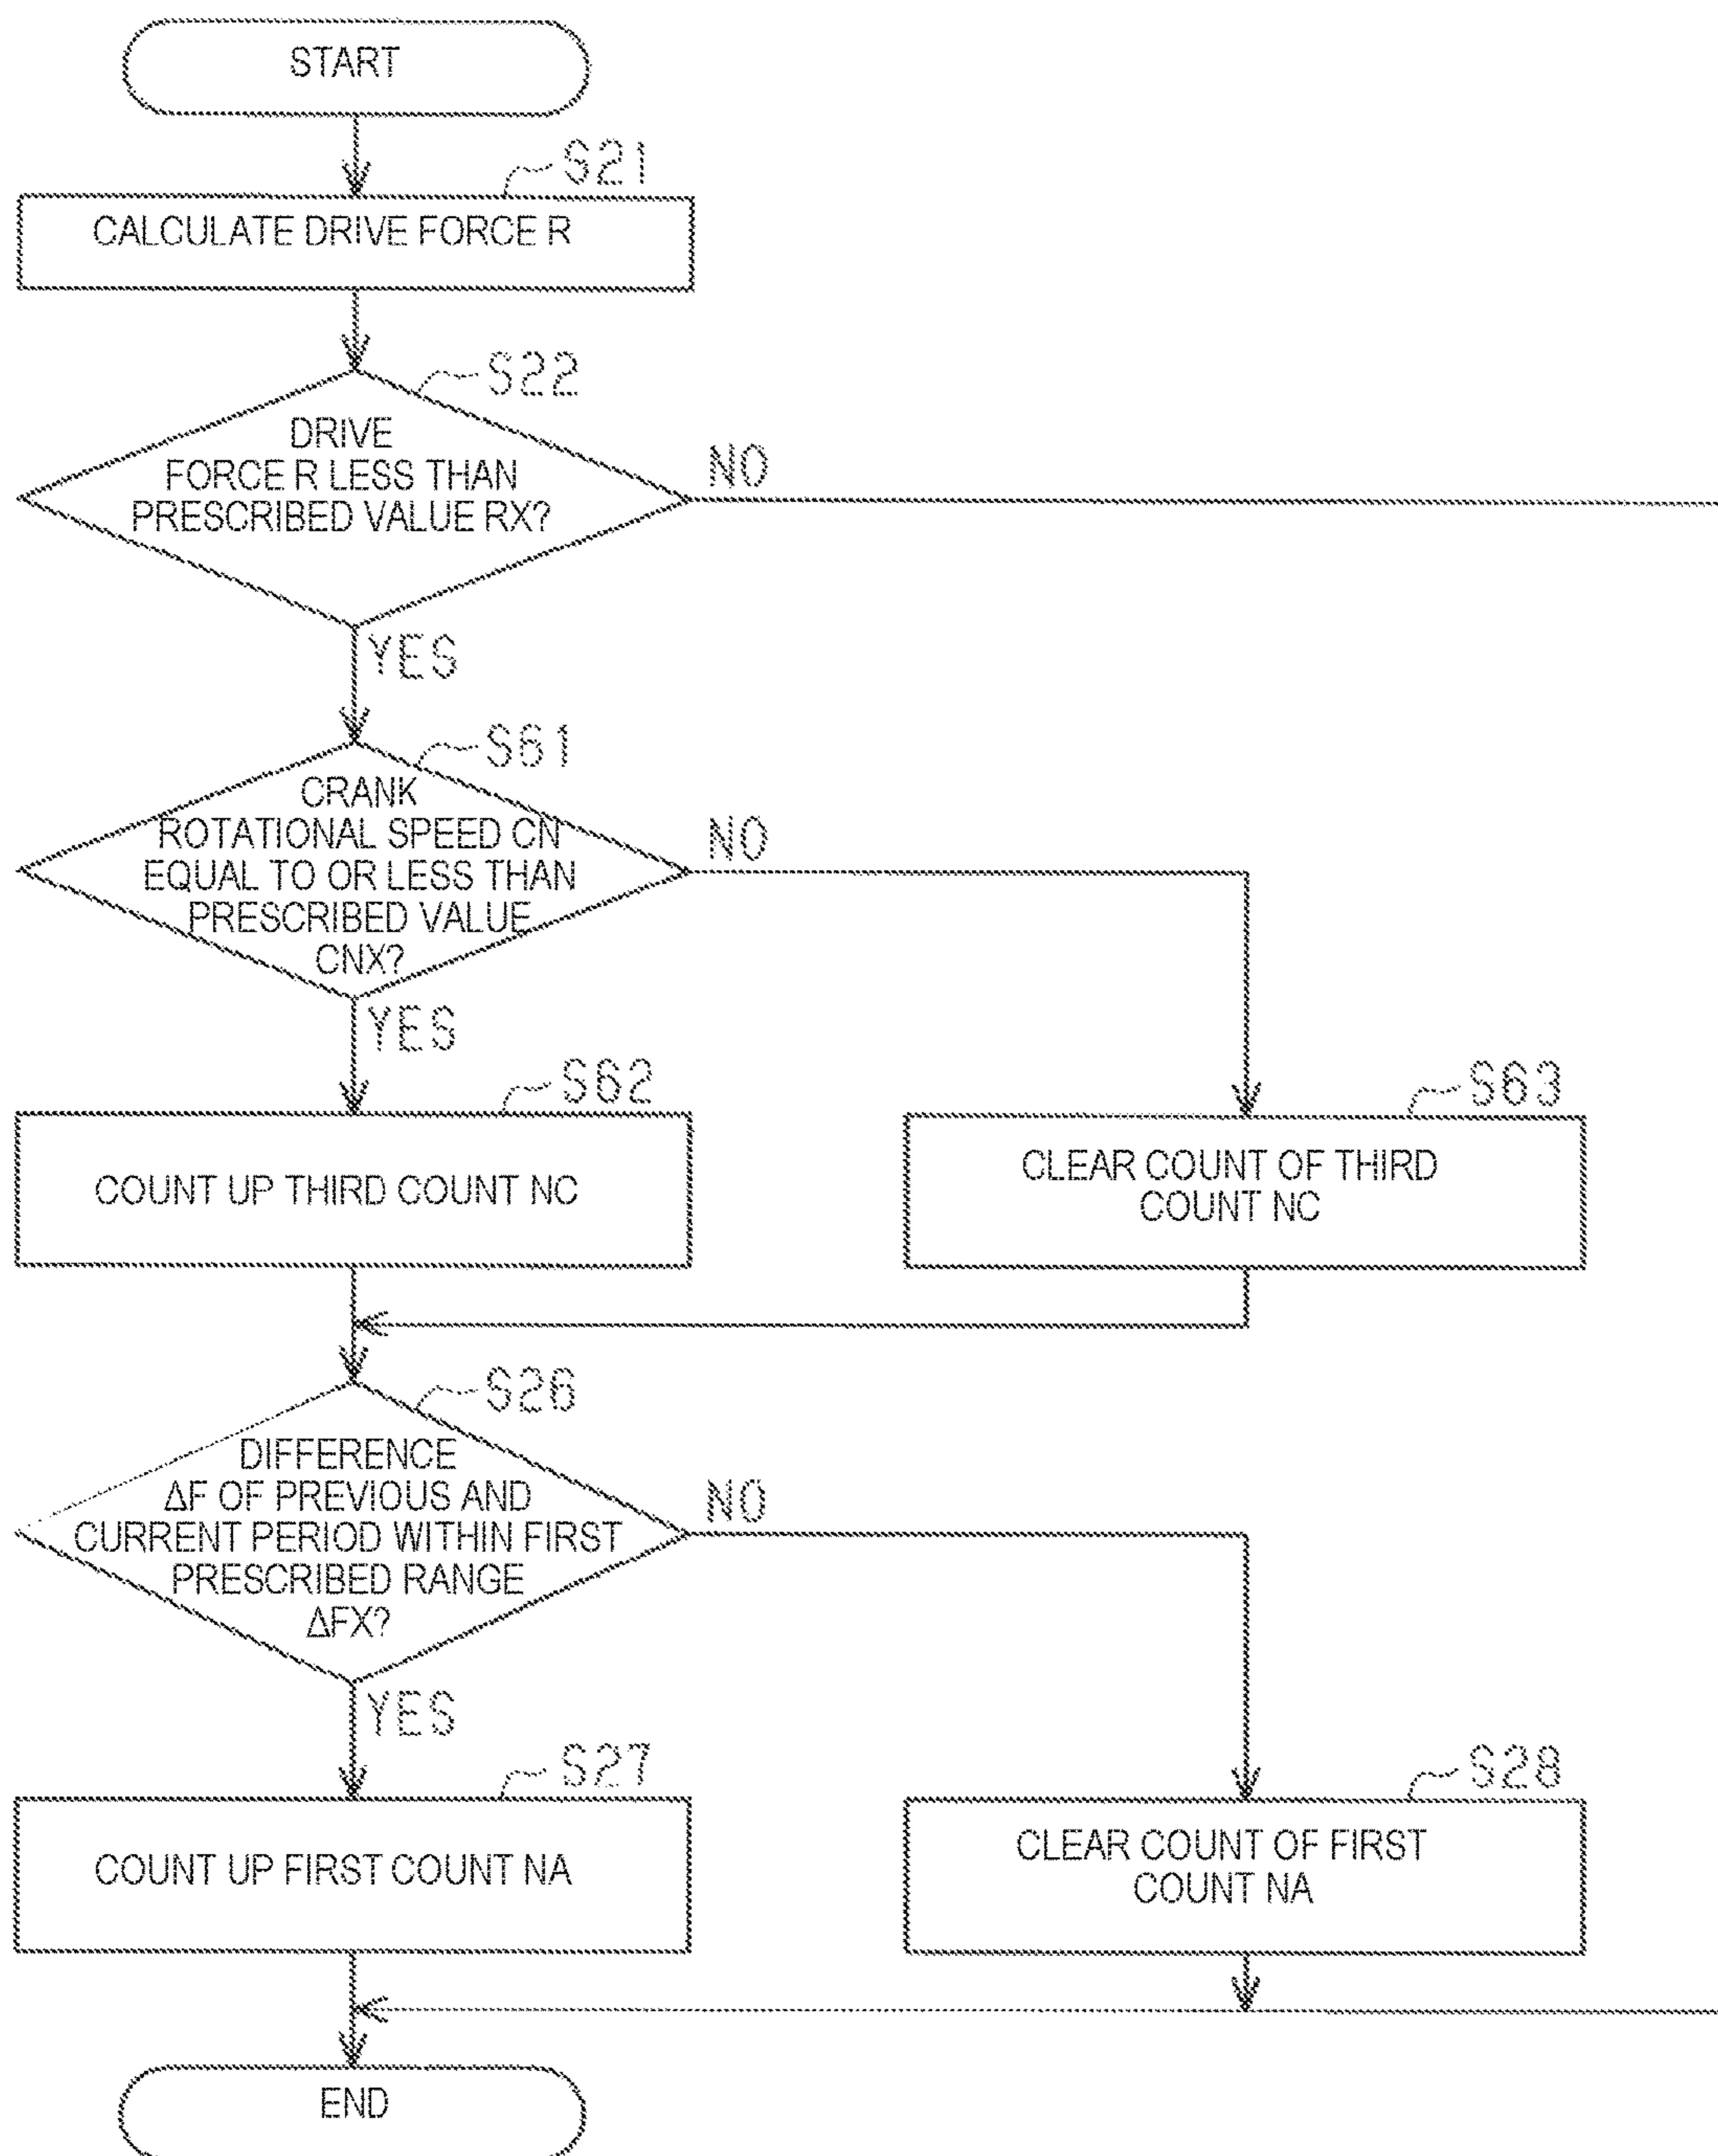 START
S21
CALCULATE DRIVE FORCE R
S22
DRIVE
FORCE R LESS THAN
PRESCRIBED VALUE RX?
NO
YES
S61
CRANK
ROTATIONAL SPEED CN
EQUAL TO OR LESS THAN
PRESCRIBED VALUE
CNX?
NO
YES
S62
COUNT UP THIRD COUNT NC
S63
CLEAR COUNT OF THIRD
COUNT NC
S26
DIFFERENCE
ΔF OF PREVIOUS AND
CURRENT PERIOD WITHIN FIRST
PRESCRIBED RANGE
ΔFX?
NO
YES
S27
COUNT UP FIRST COUNT NA
S28
CLEAR COUNT OF FIRST
COUNT NA
END